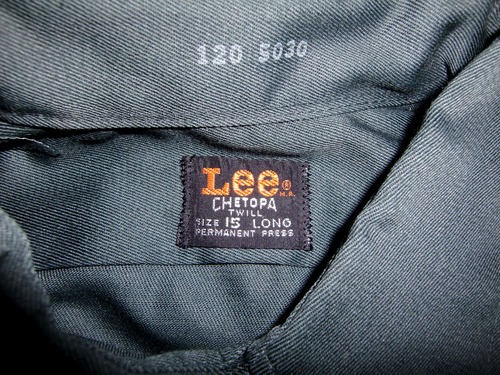 120 5030
Lee® M.R.
CHETOPA
TWILL
SIZE 15 LONG
PERMANENT PRESS